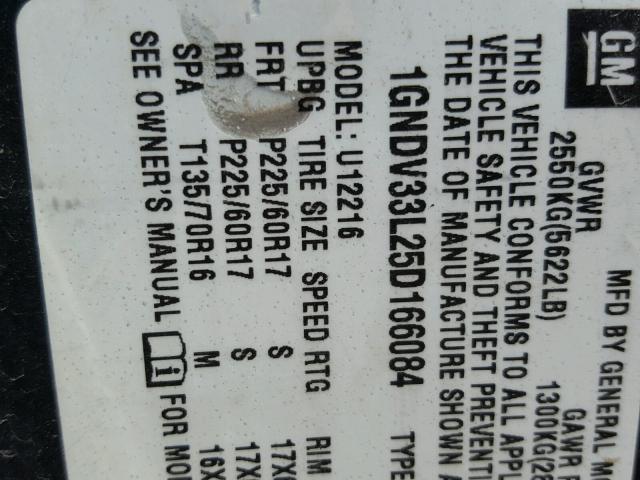 GM
MFD BY GENERAL MO
GVWR GAWR F
2550KG(5622LB) 1300KG(28
THIS VEHICLE CONFORMS TO ALL APPL
VEHICLE SAFETY AND THEFT PREVENTI
THE DATE OF MANUFACTURE SHOWN A
1GNDV33L25D166084 TYPE
MODEL: U12216
UPBG TIRE SIZE SPEED RTG RIM
FRT P225/60R17 S 17X
RR P225/60R17 S 17X
SPA T135/70R16 M 16X
SEE OWNER'S MANUAL FOR MOR